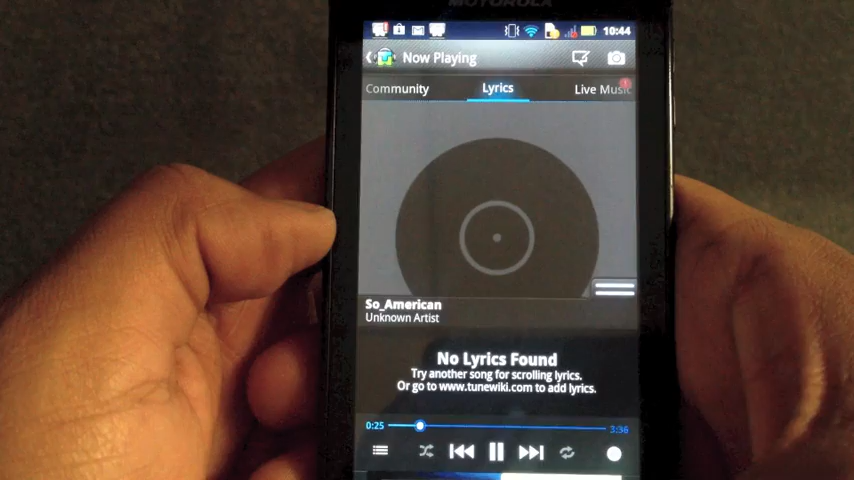 MOTOROLA
10:44
Now Playing
Community
Lyrics
Live Music
So_American
Unknown Artist
No Lyrics Found
Try another song for scrolling lyrics.
Or go to www.tunewiki.com to add lyrics.
0:25
3:36